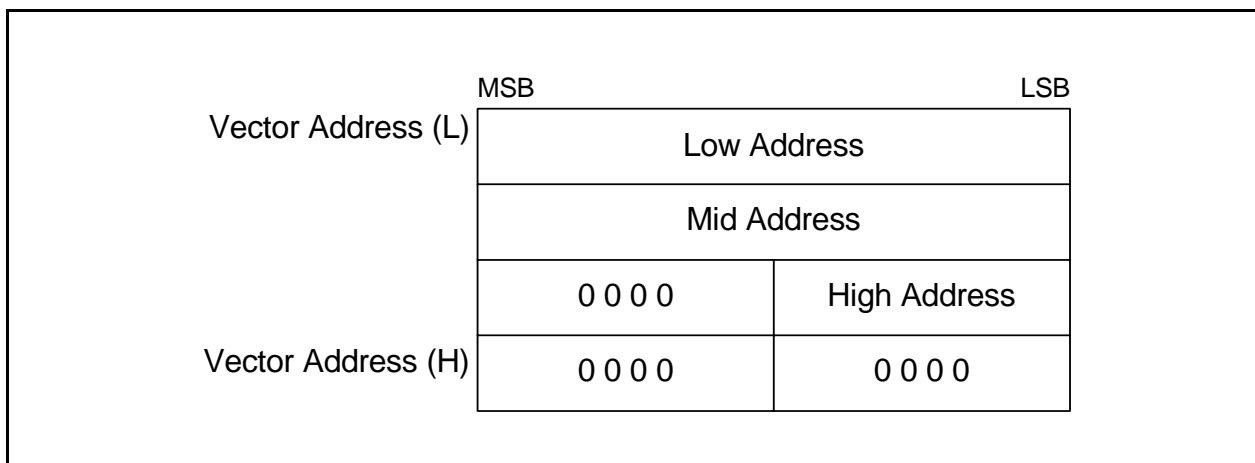 MSB LSB
Vector Address (L) Low Address
Mid Address
0 0 0 0 High Address
Vector Address (H) 0 0 0 0 0 0 0 0